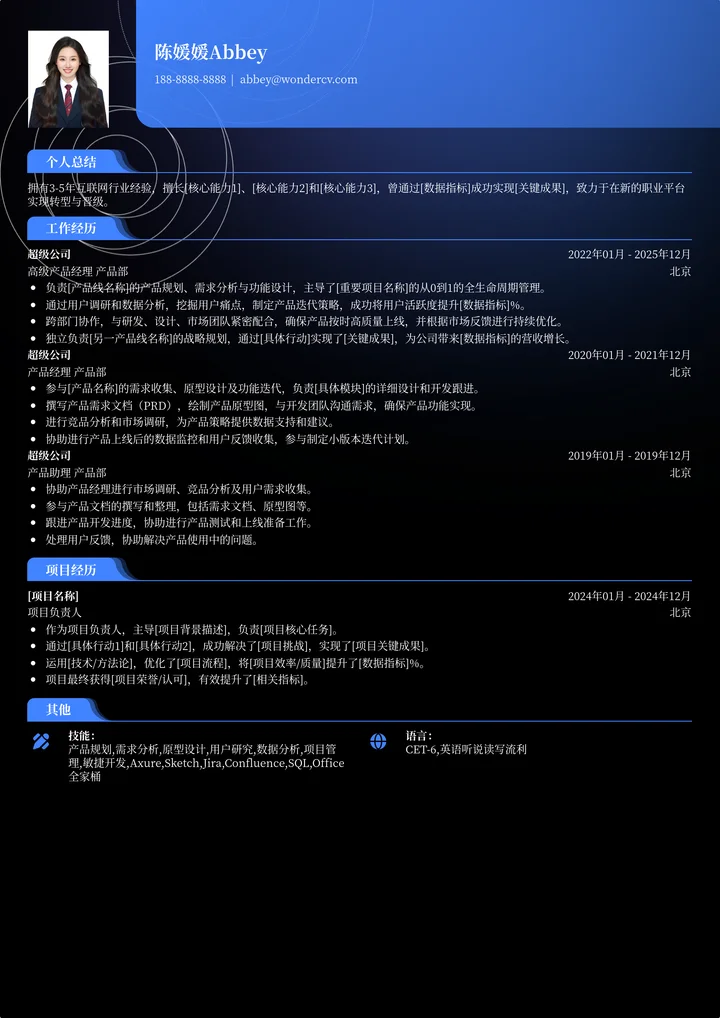 陈媛媛Abbey
188-8888-8888 | abbey@wondercv.com
个人总结
拥有3-5年互联网行业经验，擅长[核心能力1]、[核心能力2]和[核心能力3]，曾通过[数据指标]成功实现[关键成果]，致力于在新的职业平台
实现转型与晋级。
工作经历
超级公司 2022年01月 - 2025年12月
高级产品经理 产品部 北京
• 负责[产品线名称]的产品规划、需求分析与功能设计，主导了[重要项目名称]的从0到1的全生命周期管理。
• 通过用户调研和数据分析，挖掘用户痛点，制定产品迭代策略，成功将用户活跃度提升[数据指标]%。
• 跨部门协作，与研发、设计、市场团队紧密配合，确保产品按时高质量上线，并根据市场反馈进行持续优化。
• 独立负责[另一产品线名称]的战略规划，通过[具体行动]实现了[关键成果]，为公司带来[数据指标]的营收增长。
超级公司 2020年01月 - 2021年12月
产品经理 产品部 北京
• 参与[产品名称]的需求收集、原型设计及功能迭代，负责[具体模块]的详细设计和开发跟进。
• 撰写产品需求文档（PRD），绘制产品原型图，与开发团队沟通需求，确保产品功能实现。
• 进行竞品分析和市场调研，为产品策略提供数据支持和建议。
• 协助进行产品上线后的数据监控和用户反馈收集，参与制定小版本迭代计划。
超级公司 2019年01月 - 2019年12月
产品助理 产品部 北京
• 协助产品经理进行市场调研、竞品分析及用户需求收集。
• 参与产品文档的撰写和整理，包括需求文档、原型图等。
• 跟进产品开发进度，协助进行产品测试和上线准备工作。
• 处理用户反馈，协助解决产品使用中的问题。
项目经历
[项目名称] 2024年01月 - 2024年12月
项目负责人 北京
• 作为项目负责人，主导[项目背景描述]，负责[项目核心任务]。
• 通过[具体行动1]和[具体行动2]，成功解决了[项目挑战]，实现了[项目关键成果]。
• 运用[技术/方法论]，优化了[项目流程]，将[项目效率/质量]提升了[数据指标]%。
• 项目最终获得[项目荣誉/认可]，有效提升了[相关指标]。
其他
技能：
产品规划,需求分析,原型设计,用户研究,数据分析,项目管
理,敏捷开发,Axure,Sketch,Jira,Confluence,SQL,Office
全家桶
语言：
CET-6,英语听说读写流利